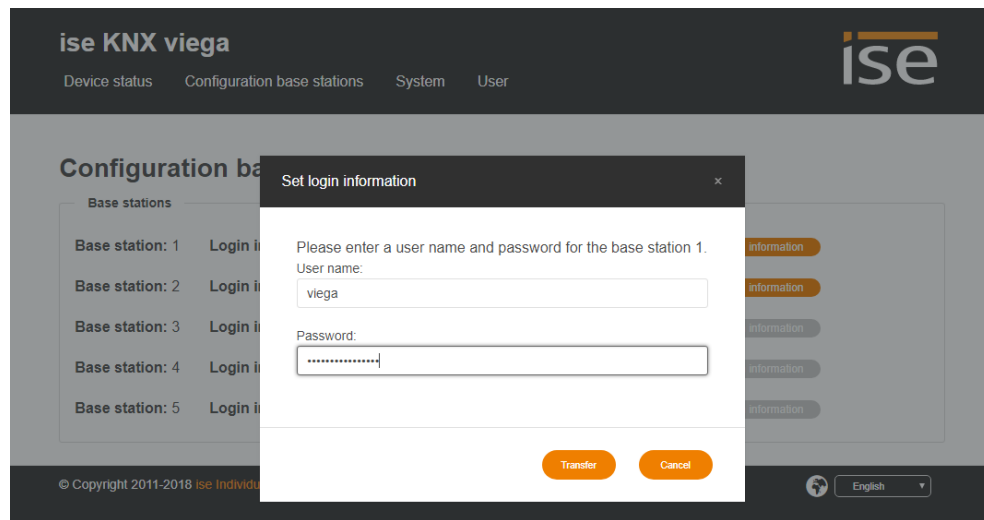 ise KNX viega
ise
Device status Configuration base stations System User
Configuration
Set login information x
Base stations
Please enter a user name and password for the base station 1.
Base station: 1 Login information
User name:
viega
Base station: 2 Login information
Password:
Base station: 3 Login information
••••••••••••••••
Base station: 4 Login information
Base station: 5 Login information
Transfer Cancel
© Copyright 2011-2018 ise English